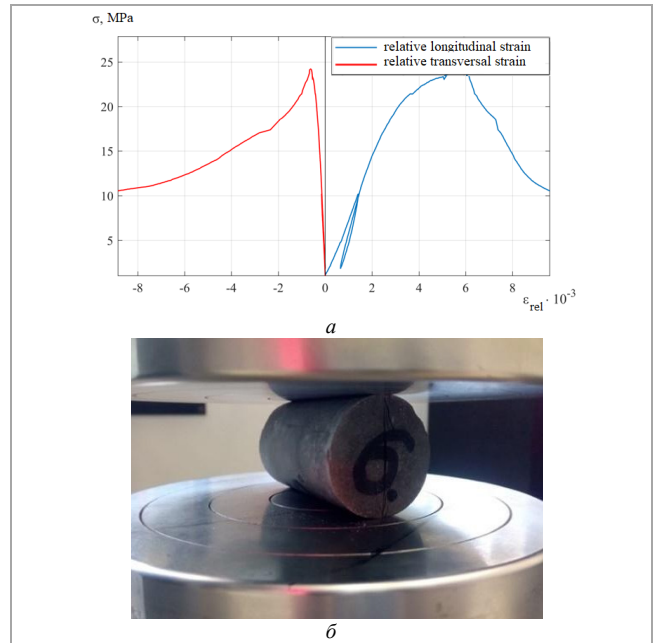 σ, MPa
relative longitudinal strain
relative transversal strain
25
20
15
10
5
-8 -6 -4 -2 0 2 4 6 8
ε rel · 10⁻³
а
6.
б